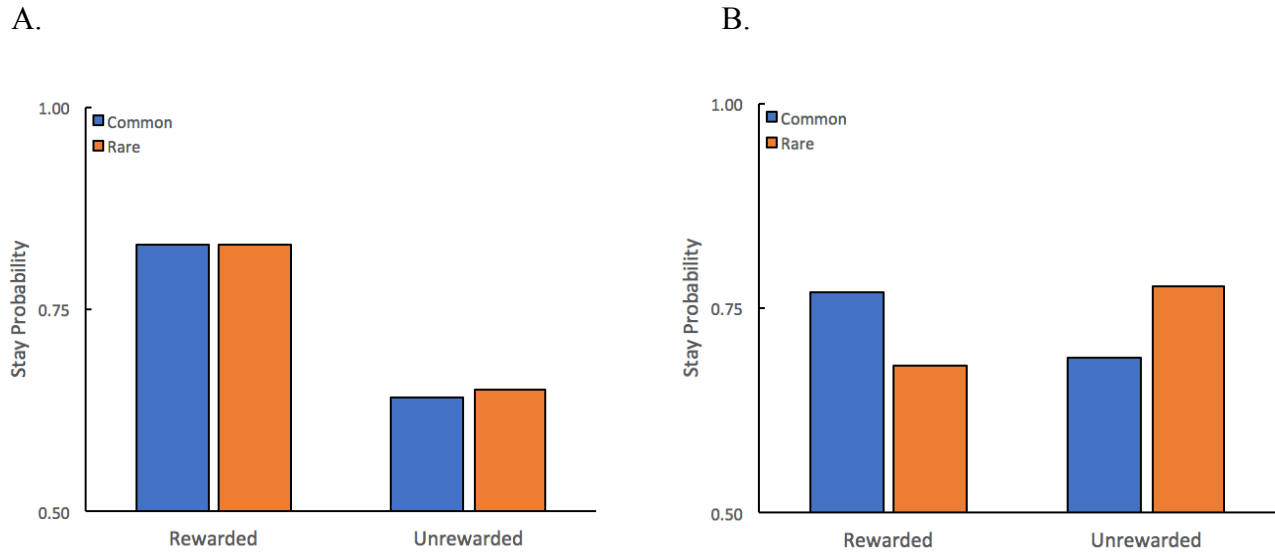 A.
1.00
Common
Rare
Stay Probability
0.75
0.50
Rewarded Unrewarded
B.
1.00
Common
Rare
Stay Probability
0.75
0.50
Rewarded Unrewarded